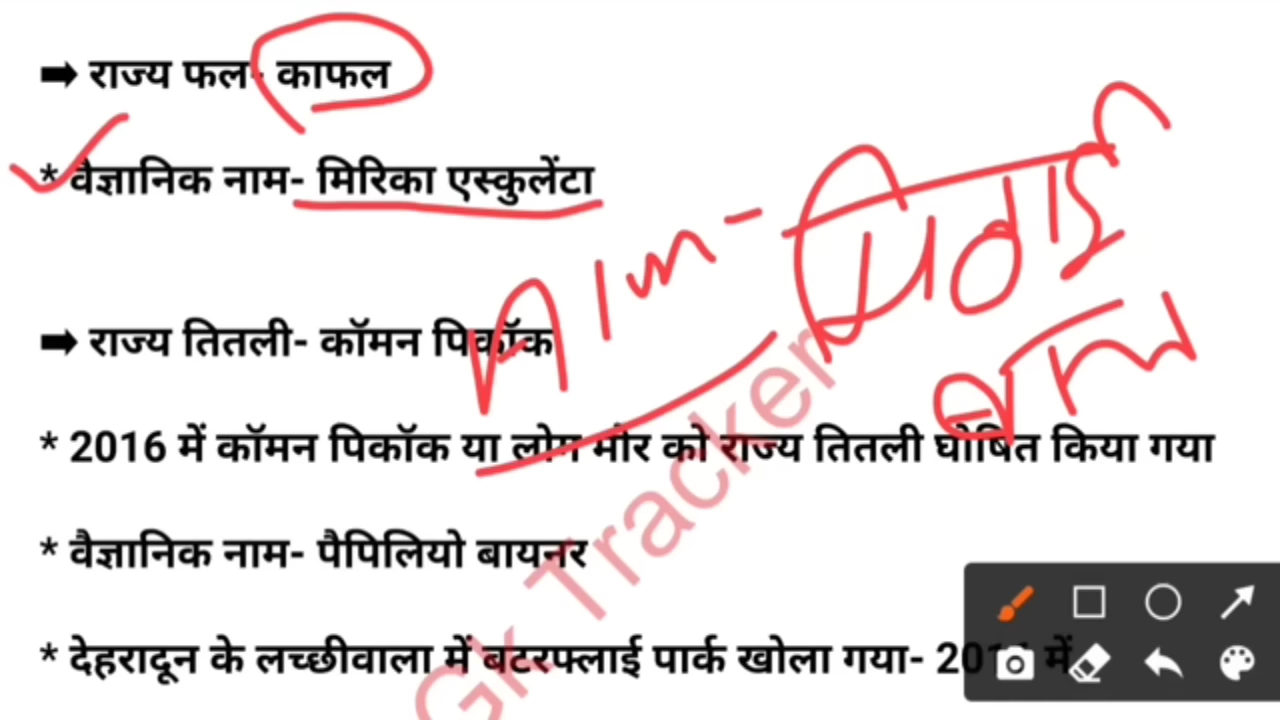 ➡ राज्य फल- काफल
* वैज्ञानिक नाम- मिरिका एस्कुलेंटा
➡ राज्य तितली- कॉमन पिकॉक
* 2016 में कॉमन पिकॉक या लोग मोर को राज्य तितली घोषित किया गया
* वैज्ञानिक नाम- पैपिलियो बायनर
* देहरादून के लच्छीवाला में बटरफ्लाई पार्क खोला गया- में
Gk Tracker